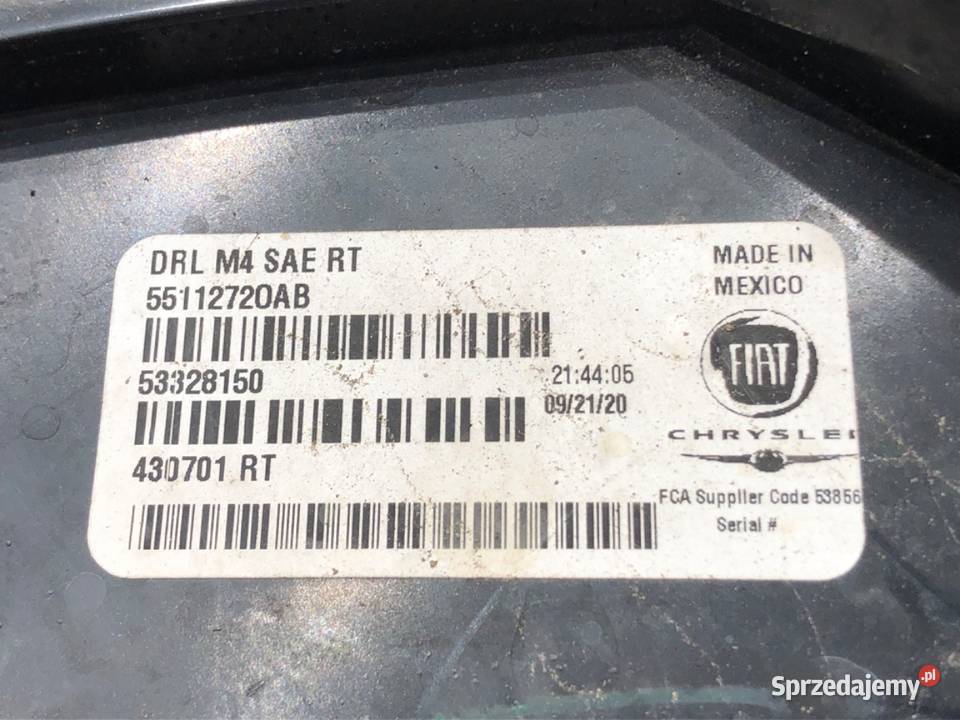 DRL M4 SAE RT
55112720AB
53328150
430701 RT
21:44:05
09/21/20
MADE IN
MEXICO
FIAT
CHRYSLE
FCA Supplier Code 53856
Serial #
Sprzedajemy.pl